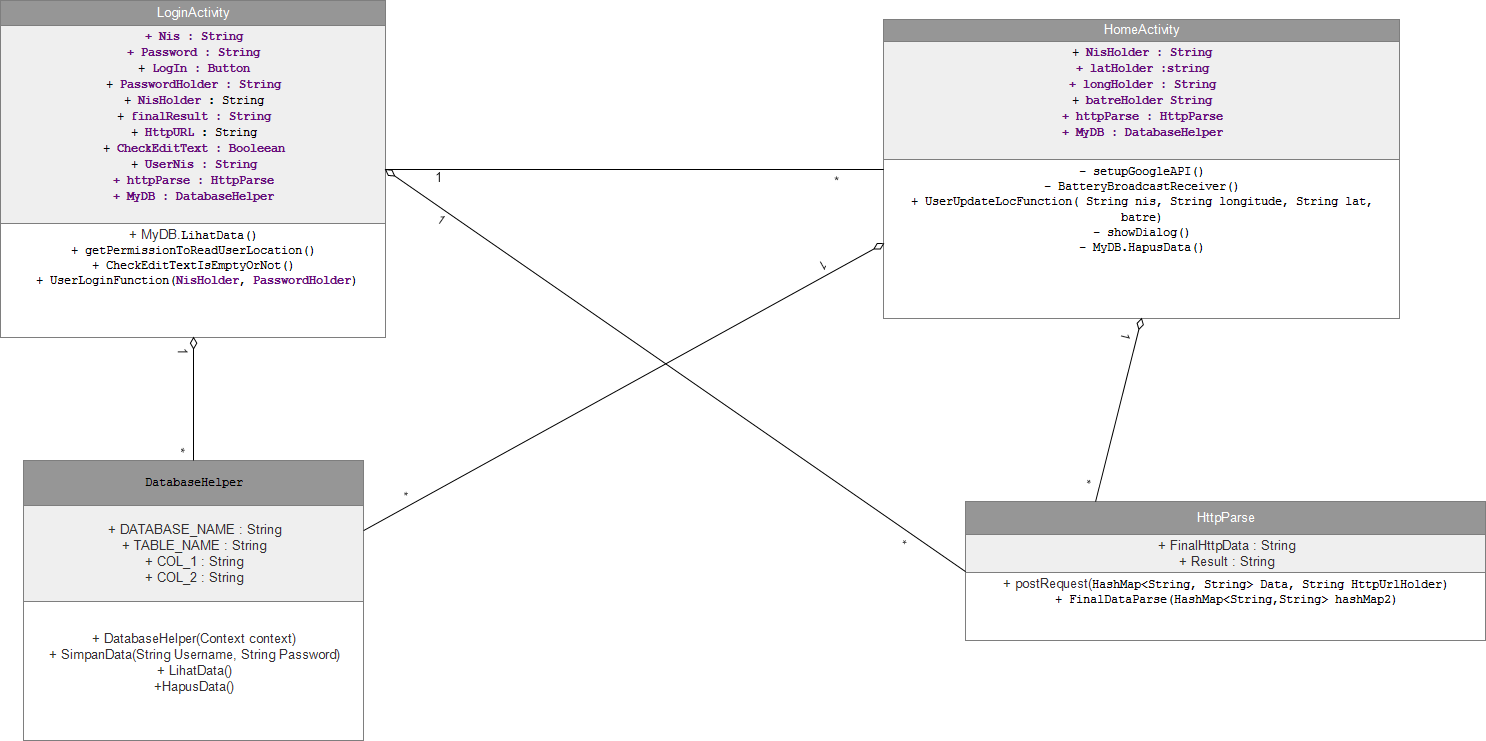 LoginActivity
+ Nis : String
+ Password : String
+ LogIn : Button
+ PasswordHolder : String
+ NisHolder : String
+ finalResult : String
+ HttpURL : String
+ CheckEditText : Booleean
+ UserNis : String
+ httpParse : HttpParse
+ MyDB : DatabaseHelper
+ MyDB.LihatData()
+ getPermissionToReadUserLocation()
+ CheckEditTextIsEmptyOrNot()
+ UserLoginFunction(NisHolder, PasswordHolder)
HomeActivity
+ NisHolder : String
+ latHolder :string
+ longHolder : String
+ batreHolder String
+ httpParse : HttpParse
+ MyDB : DatabaseHelper
- setupGoogleAPI()
- BatteryBroadcastReceiver()
+ UserUpdateLocFunction( String nis, String longitude, String lat,
batre)
- showDialog()
- MyDB.HapusData()
1
*
1
1
1
1
*
*
*
*
DatabaseHelper
+ DATABASE_NAME : String
+ TABLE_NAME : String
+ COL_1 : String
+ COL_2 : String
+ DatabaseHelper(Context context)
+ SimpanData(String Username, String Password)
+ LihatData()
+HapusData()
HttpParse
+ FinalHttpData : String
+ Result : String
+ postRequest(HashMap<String, String> Data, String HttpUrlHolder)
+ FinalDataParse(HashMap<String,String> hashMap2)